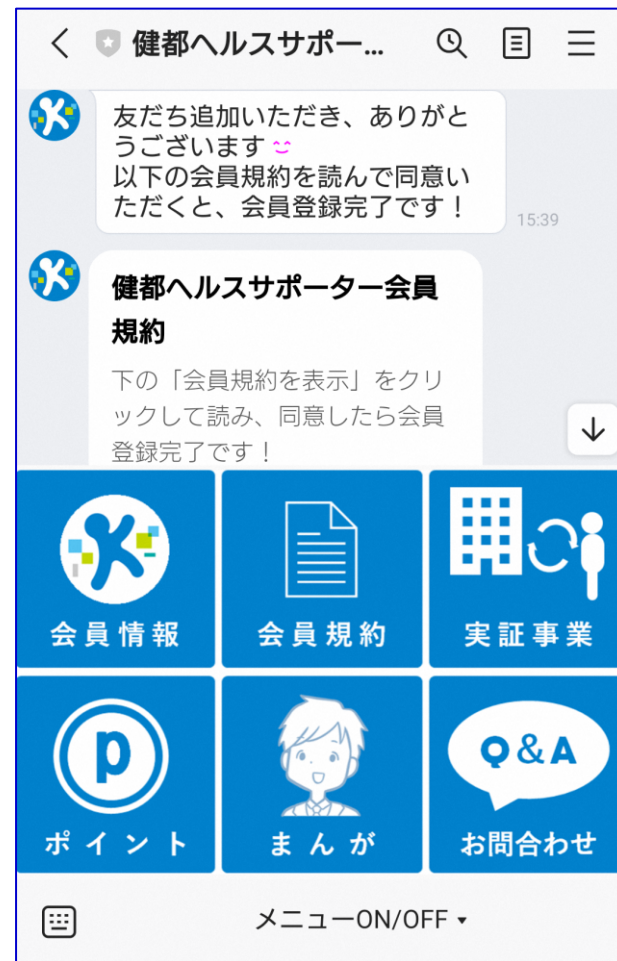 健都ヘルスサポー...
友だち追加いただき、ありがと
うございます
以下の会員規約を読んで同意い
ただくと、会員登録完了です！
15:39
健都ヘルスサポーター会員
規約
下の「会員規約を表示」をクリ
ックして読み、同意したら会員
登録完了です！
会員情報
会員規約
実証事業
p
ポイント
まんが
Q&A
お問合わせ
メニューON/OFF ▾